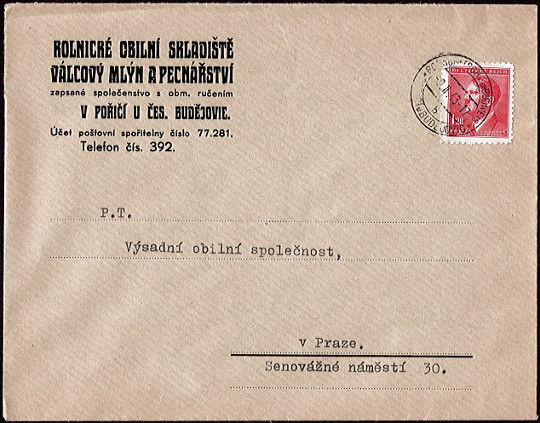 ROLNICKÉ OBILNÍ SKLADIŠTĚ
VÁLCOVÝ MLÝN A PECNÁŘSTVÍ
zapsané společenstvo s obm. ručením
V POŘÍČÍ U ČES. BUDĚJOVIC.
Účet poštovní spořitelny číslo 77.281.
Telefon čís. 392.
P.T.
Výsadní obilní společnost,
v Praze.
Senovážné náměstí 30.